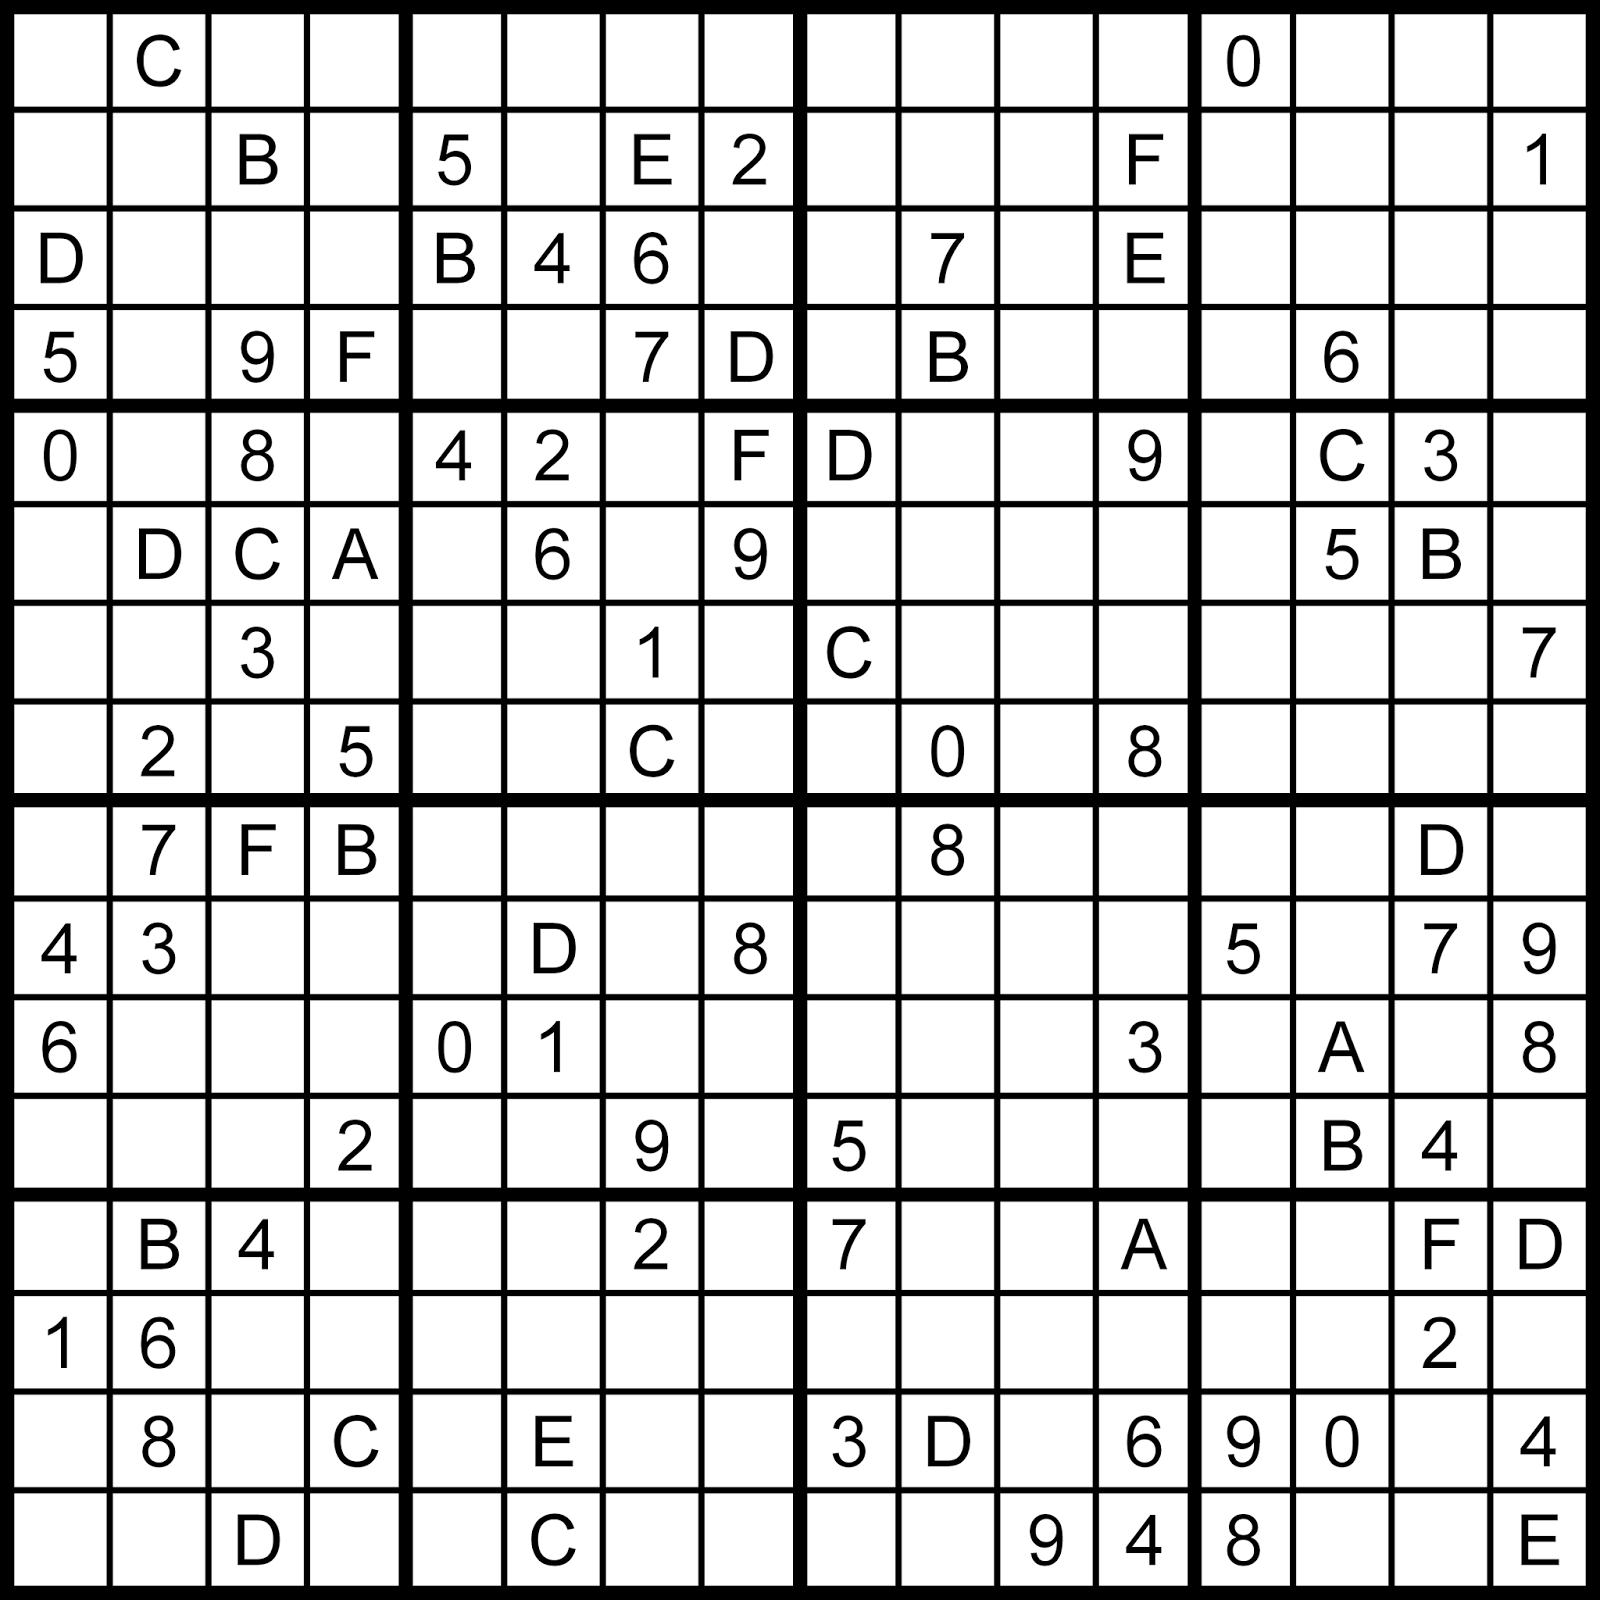 C 0
B 5 E 2 F 1
D B 4 6 7 E
5 9 F 7 D B 6
0 8 4 2 F D 9 C 3
D C A 6 9 5 B
3 1 C 7
2 5 C 0 8
7 F B 8 D
4 3 D 8 5 7 9
6 0 1 3 A 8
2 9 5 B 4
B 4 2 7 A F D
1 6 2
8 C E 3 D 6 9 0 4
D C 9 4 8 E